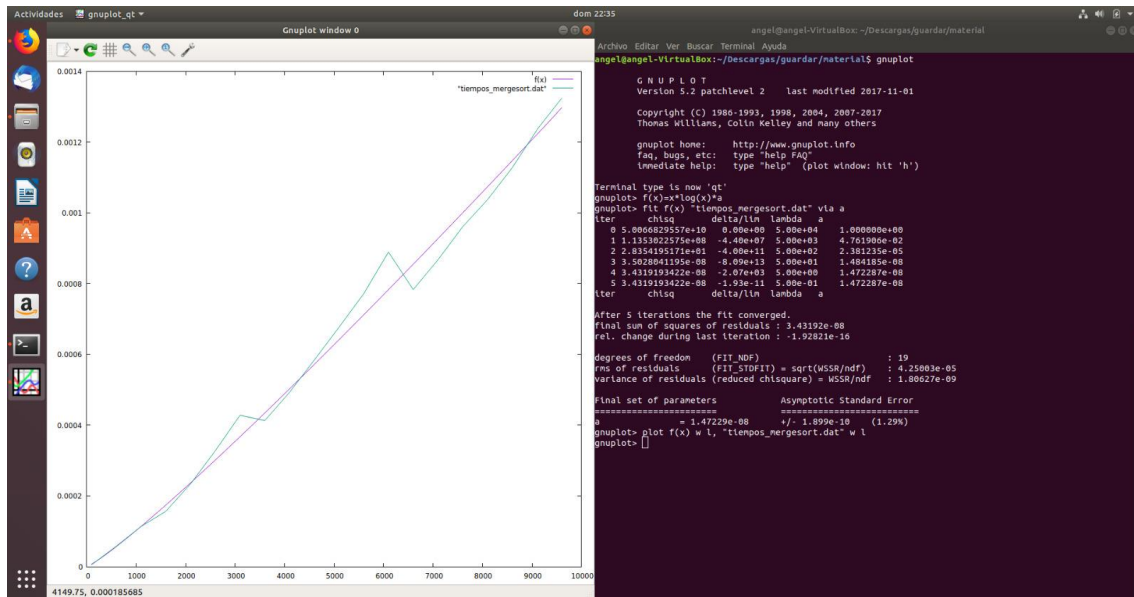 Actividades gnuplot_qt dom 22:35
Gnuplot window 0
0.0014
0.0012
0.001
0.0008
0.0006
0.0004
0.0002
0
f(x)
"tiempos_mergesort.dat"
0 1000 2000 3000 4000 5000 6000 7000 8000 9000 10000
4149.75, 0.000185685
angel@angel-VirtualBox: ~/Descargas/guardar/material
Archivo Editar Ver Buscar Terminal Ayuda
angel@angel-VirtualBox:~/Descargas/guardar/material$ gnuplot
G N U P L O T
Version 5.2 patchlevel 2 last modified 2017-11-01
Copyright (C) 1986-1993, 1998, 2004, 2007-2017
Thomas Williams, Colin Kelley and many others
gnuplot home: http://www.gnuplot.info
faq, bugs, etc: type "help FAQ"
immediate help: type "help" (plot window: hit 'h')
Terminal type is now 'qt'
gnuplot> f(x)=x*log(x)*a
gnuplot> fit f(x) "tiempos_mergesort.dat" via a
iter chisq delta/lim lambda a
0 5.0066829557e+10 0.00e+00 5.00e+04 1.000000e+00
1 1.1353022575e+08 -4.40e+07 5.00e+03 4.761906e-02
2 2.8354195171e+01 -4.00e+11 5.00e+02 2.381235e-05
3 3.5028041195e-08 -8.09e+13 5.00e+01 1.484185e-08
4 3.4319193422e-08 -2.07e+03 5.00e+00 1.472287e-08
5 3.4319193422e-08 -1.93e-11 5.00e-01 1.472287e-08
iter chisq delta/lim lambda a
After 5 iterations the fit converged.
final sum of squares of residuals : 3.43192e-08
rel. change during last iteration : -1.92821e-16
degrees of freedom (FIT_NDF) : 19
rms of residuals (FIT_STDFIT) = sqrt(WSSR/ndf) : 4.25003e-05
variance of residuals (reduced chisquare) = WSSR/ndf : 1.80627e-09
Final set of parameters Asymptotic Standard Error
======================= ==========================
a = 1.47229e-08 +/- 1.899e-10 (1.29%)
gnuplot> plot f(x) w l, "tiempos_mergesort.dat" w l
gnuplot>